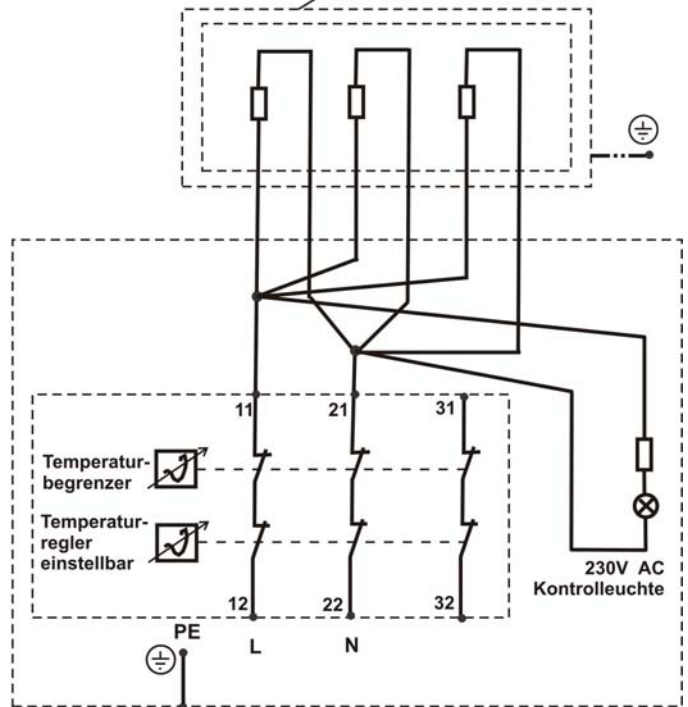 11
21
31
Temperatur-
begrenzer
Temperatur-
regler
einstellbar
230V AC
Kontrolleuchte
12
22
32
PE
L
N